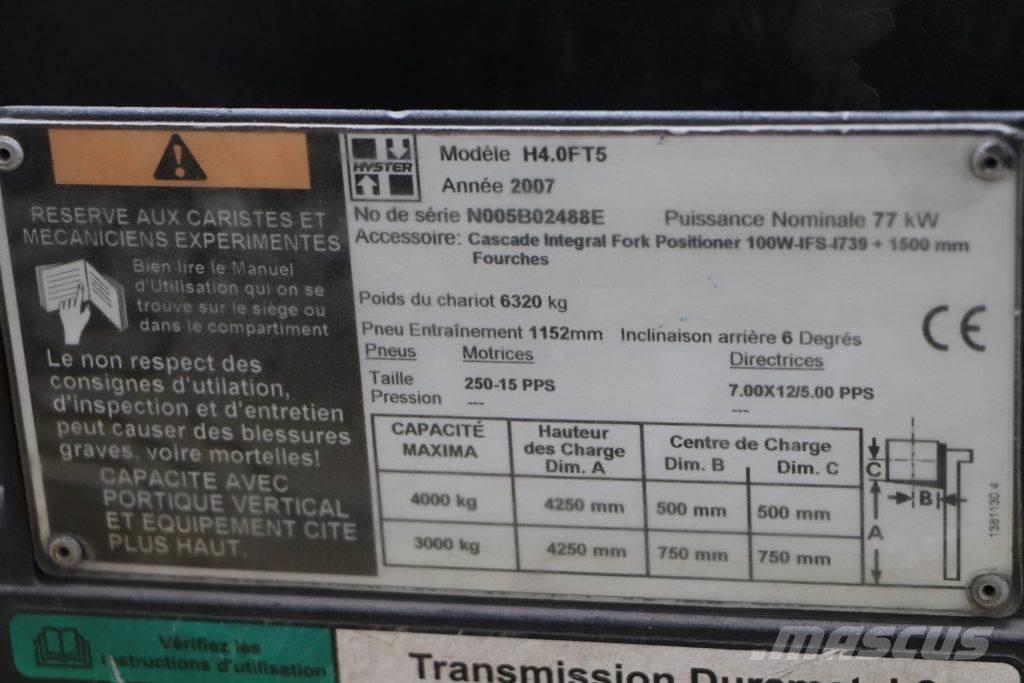 RESERVE AUX CARISTES ET
MECANICIENS EXPERIMENTES
Bien lire le Manuel
d'Utilisation qui on se
trouve sur le siége ou
dans le compartiment
Le non respect des
consignes d'utilation,
d'inspection et d'entretien
peut causer des blessures
graves, voire mortelles!
CAPACITE AVEC
PORTIQUE VERTICAL
ET EQUIPEMENT CITE
PLUS HAUT.
HYSTER
Modèle H4.0FT5
Année 2007
No de série N005B02488E Puissance Nominale 77 kW
Accessoire: Cascade Integral Fork Positioner 100W-IFS-I739 + 1500 mm
Fourches
Poids du chariot 6320 kg
Pneu Entraînement 1152mm Inclinaison arrière 6 Degrés
Pneus Motrices Directrices
Taille 250-15 PPS 7.00X12/5.00 PPS
Pression --- ---
CE
CAPACITÉ MAXIMA Hauteur des Charge Dim. A Centre de Charge Dim. B Dim. C
4000 kg 4250 mm 500 mm 500 mm
3000 kg 4250 mm 750 mm 750 mm
C
B
A
1381130.4
Vérifiez les
instructions d'utilisation
Transmission
mascus